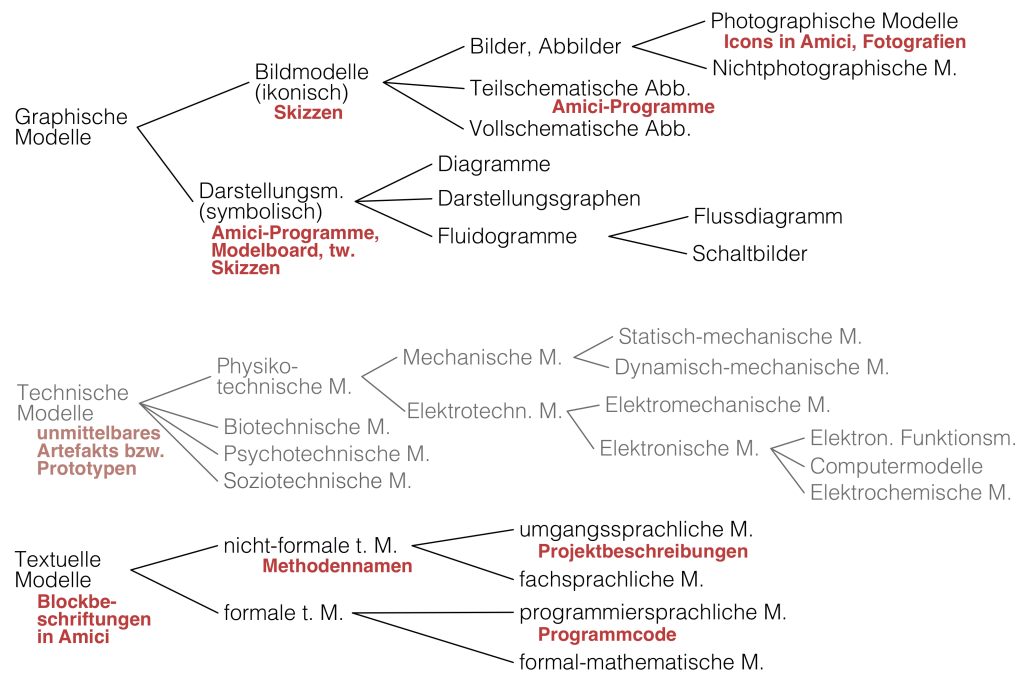 Graphische
Modelle
Bildmodelle
(ikonisch)
Skizzen
Bilder, Abbilder
Photographische Modelle
Icons in Amici, Fotografien
Nichtphotographische M.
Teilschematische Abb.
Amici-Programme
Vollschematische Abb.
Darstellungsm.
(symbolisch)
Amici-Programme,
Modelboard, tw.
Skizzen
Diagramme
Darstellungsgraphen
Fluidogramme
Flussdiagramm
Schaltbilder
Technische
Modelle
unmittelbares
Artefakts bzw.
Prototypen
Physiko-
technische M.
Mechanische M.
Statisch-mechanische M.
Dynamisch-mechanische M.
Elektrotechn. M.
Elektromechanische M.
Elektronische M.
Elektron. Funktionsm.
Computermodelle
Elektrochemische M.
Biotechnische M.
Psychotechnische M.
Soziotechnische M.
Textuelle
Modelle
Blockbe-
schriftungen
in Amici
nicht-formale t. M.
Methodennamen
umgangssprachliche M.
Projektbeschreibungen
fachsprachliche M.
formale t. M.
programmiersprachliche M.
Programmcode
formal-mathematische M.